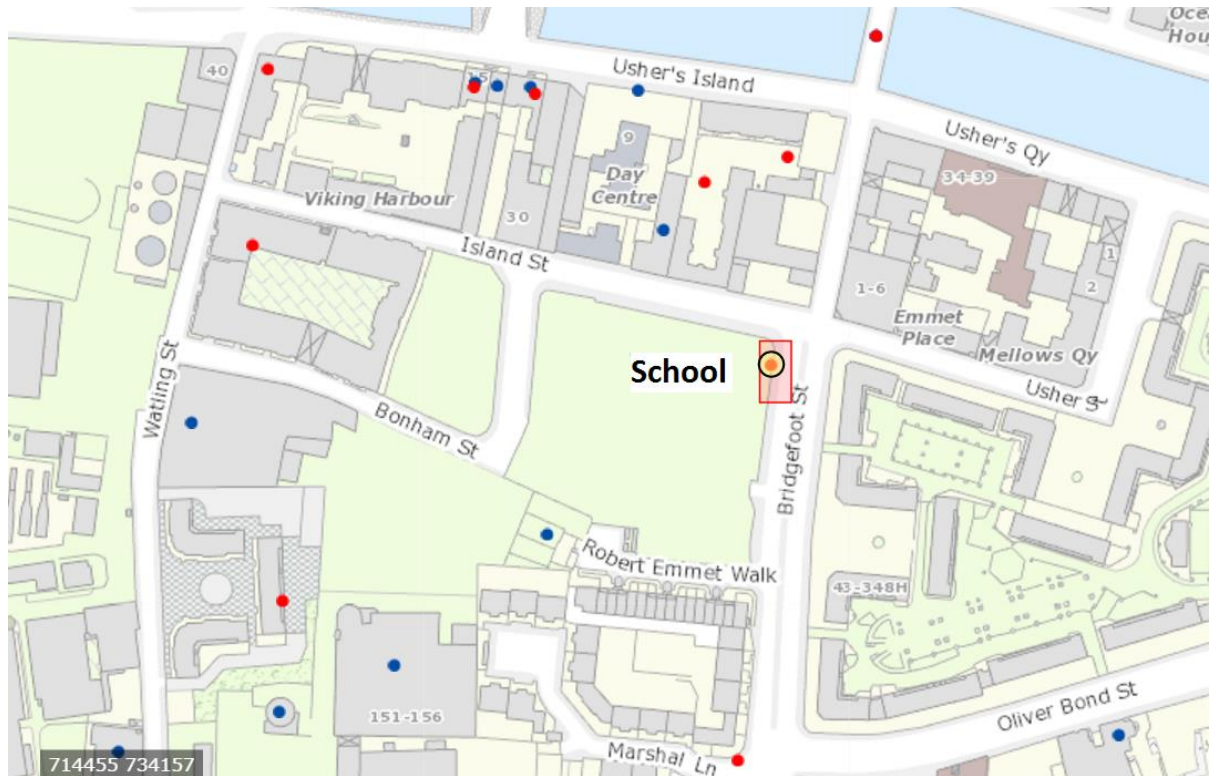 Oce
Hou
40
Usher's Island
15
Usher's Qy
9
34-39
Day
Centre
Viking Harbour
30
Island St
1
1-6
2
Emmet
Place
Mellows Qy
School
Usher S
Watling St
Bonham St
Bridgefoot St
Robert Emmet Walk
43-348H
151-156
Oliver Bond St
Marshal Ln
714455 734157